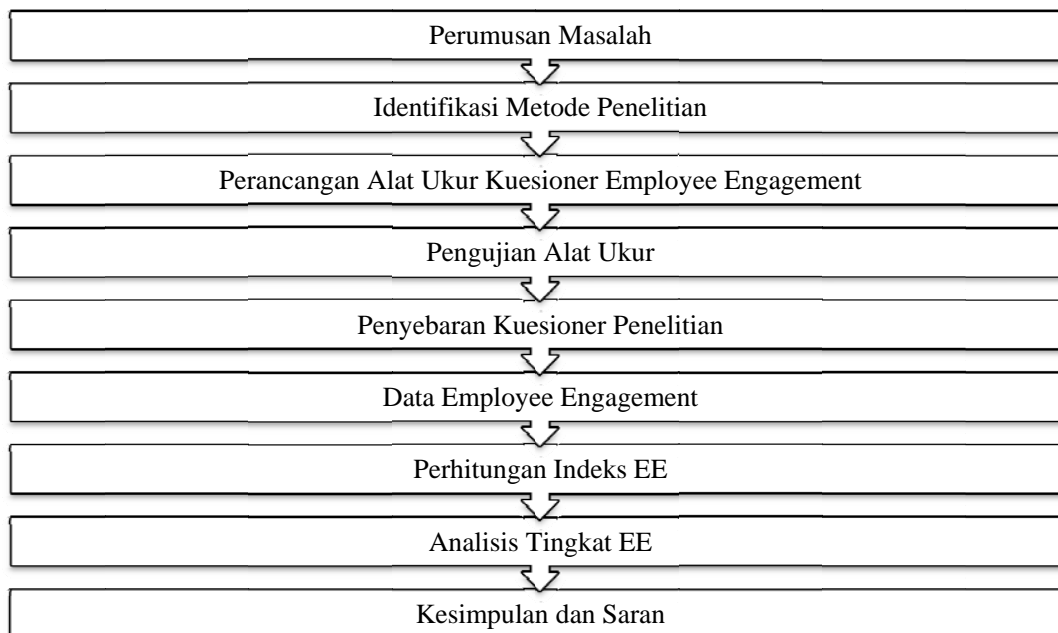 Perumusan Masalah
Identifikasi Metode Penelitian
Perancangan Alat Ukur Kuesioner Employee Engagement
Pengujian Alat Ukur
Penyebaran Kuesioner Penelitian
Data Employee Engagement
Perhitungan Indeks EE
Analisis Tingkat EE
Kesimpulan dan Saran